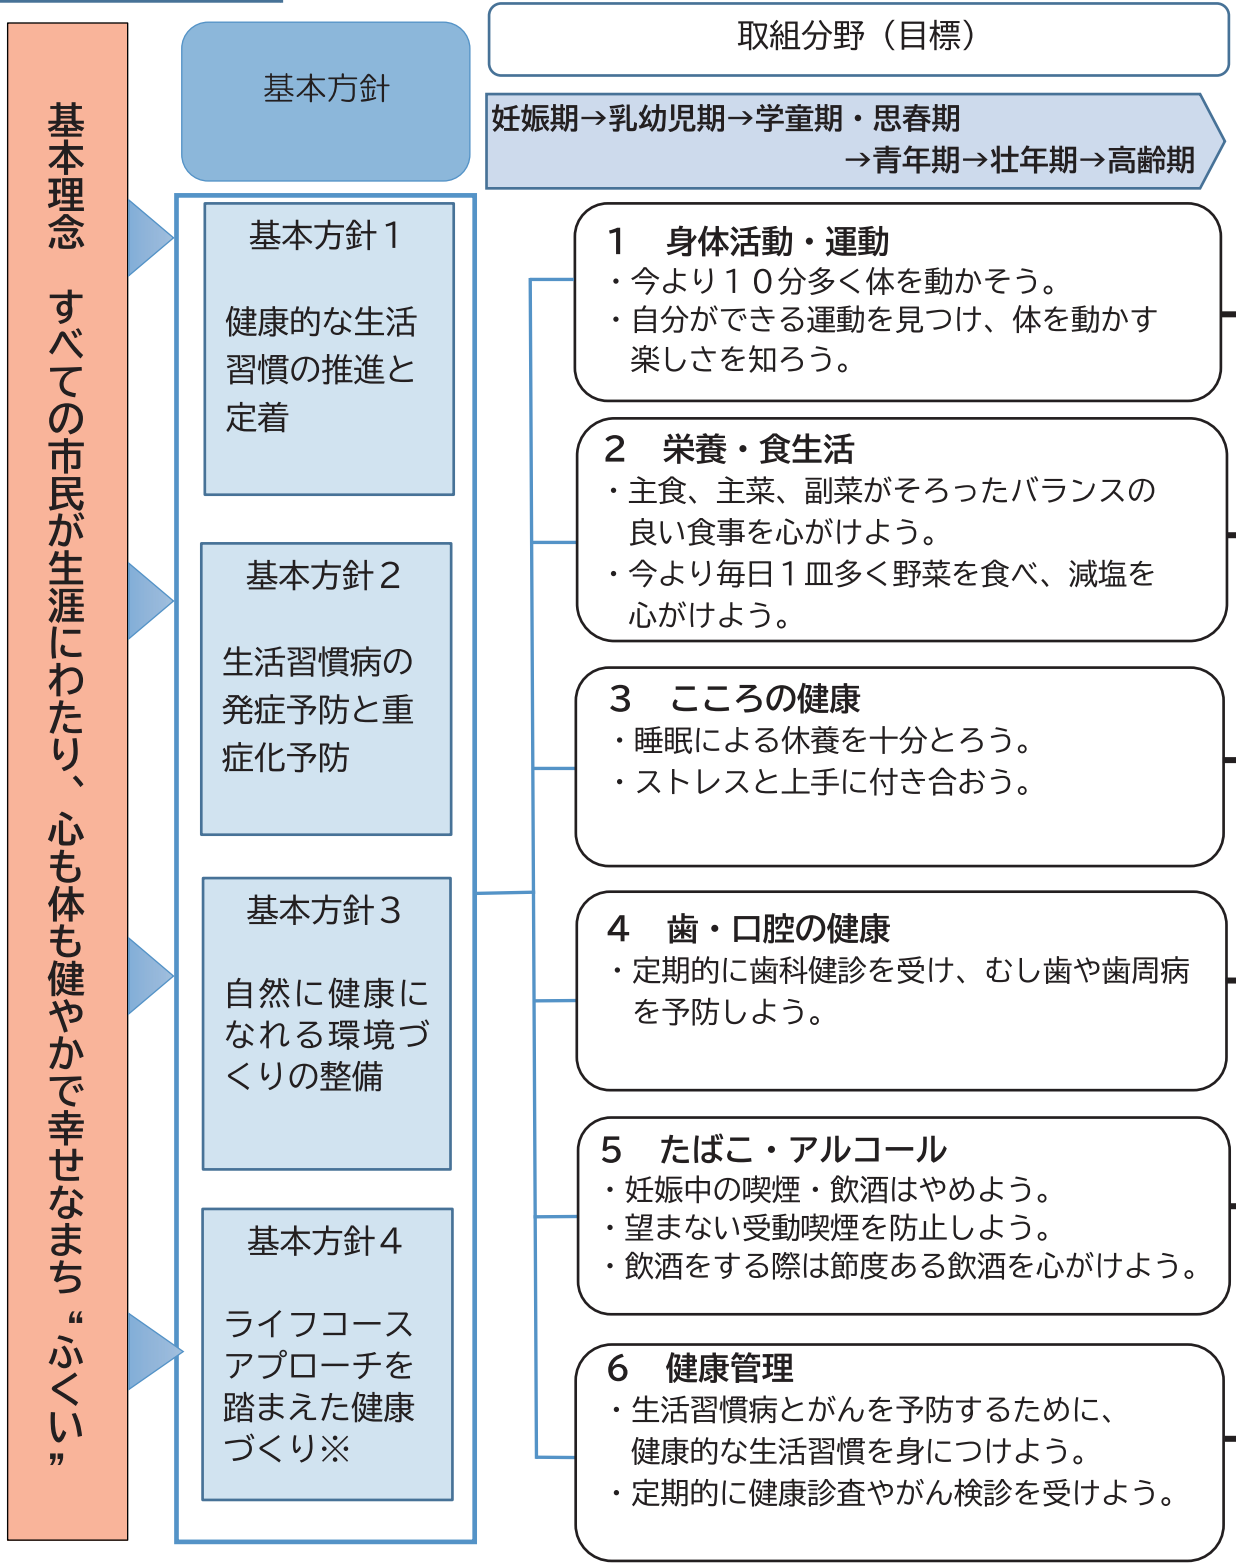 基本理念　すべての市民が生涯にわたり、心も体も健やかで幸せなまち“ふくい”
基本方針
基本方針１
健康的な生活
習慣の推進と
定着
基本方針２
生活習慣病の
発症予防と重
症化予防
基本方針３
自然に健康に
なれる環境づ
くりの整備
基本方針４
ライフコース
アプローチを
踏まえた健康
づくり※
取組分野（目標）
妊娠期→乳幼児期→学童期・思春期
→青年期→壮年期→高齢期
１　身体活動・運動
・今より１０分多く体を動かそう。
・自分ができる運動を見つけ、体を動かす
楽しさを知ろう。
２　栄養・食生活
・主食、主菜、副菜がそろったバランスの
良い食事を心がけよう。
・今より毎日１皿多く野菜を食べ、減塩を
心がけよう。
３　こころの健康
・睡眠による休養を十分とろう。
・ストレスと上手に付き合おう。
４　歯・口腔の健康
・定期的に歯科健診を受け、むし歯や歯周病
を予防しよう。
５　たばこ・アルコール
・妊娠中の喫煙・飲酒はやめよう。
・望まない受動喫煙を防止しよう。
・飲酒をする際は節度ある飲酒を心がけよう。
６　健康管理
・生活習慣病とがんを予防するために、
健康的な生活習慣を身につけよう。
・定期的に健康診査やがん検診を受けよう。